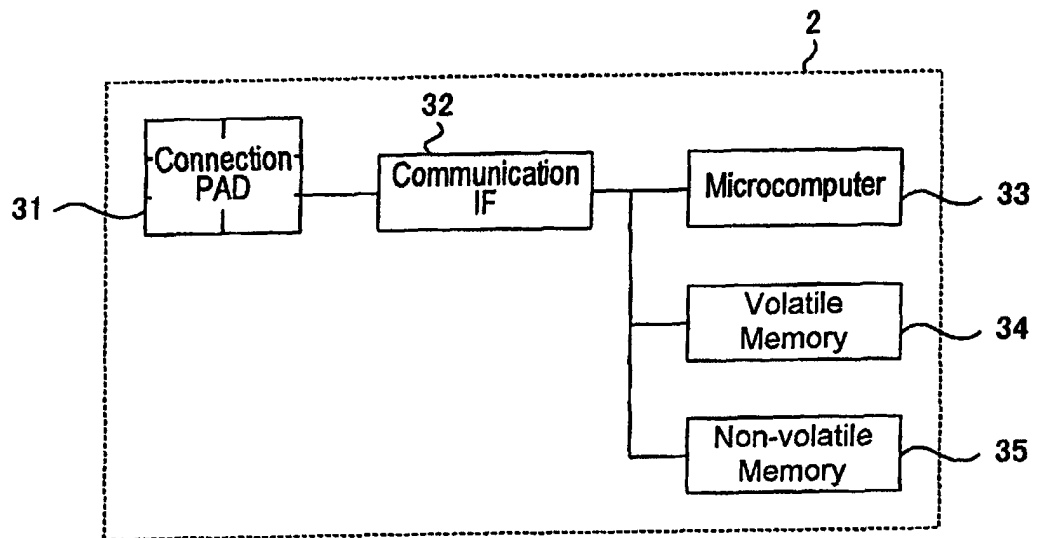 2
32
Connection
PAD
Communication
IF
Microcomputer
31
33
Volatile
Memory
34
Non-volatile
Memory
35